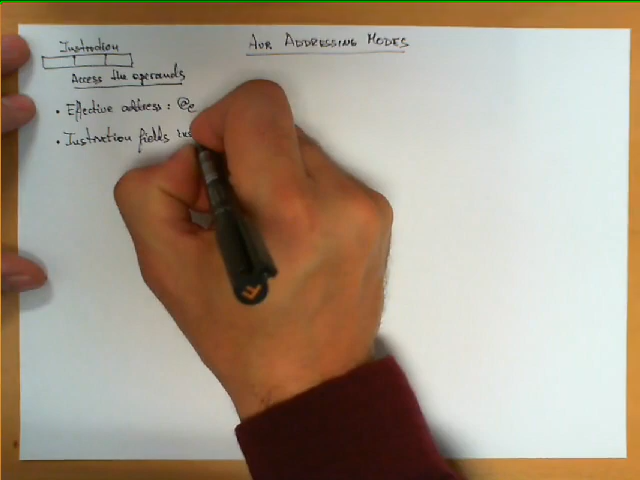 AVR ADDRESSING MODES
Instruction
Access the operands
• Effective address: @e
• Instruction fields